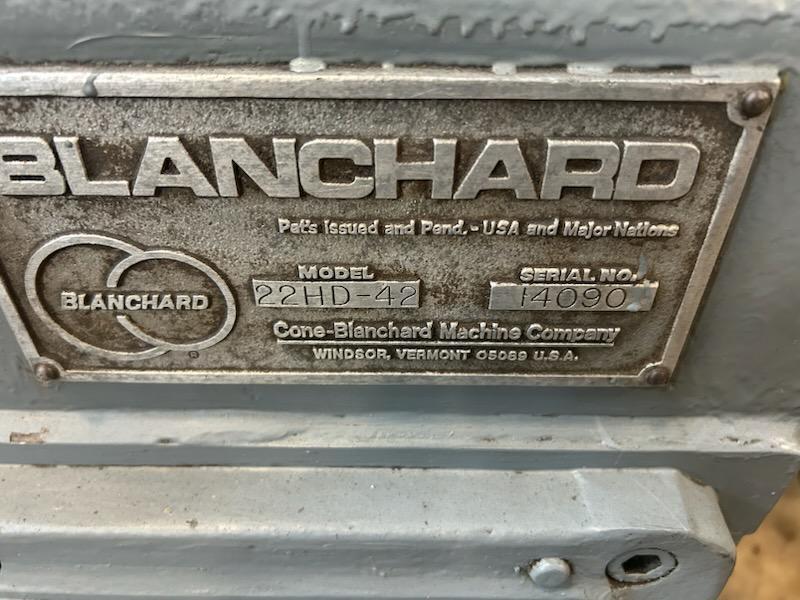 BLANCHARD
Pat's Issued and Pend. - USA and Major Nations
BLANCHARD
®
MODEL
22HD-42
SERIAL NO.
14090
Cone-Blanchard Machine Company
WINDSOR, VERMONT 05089 U.S.A.